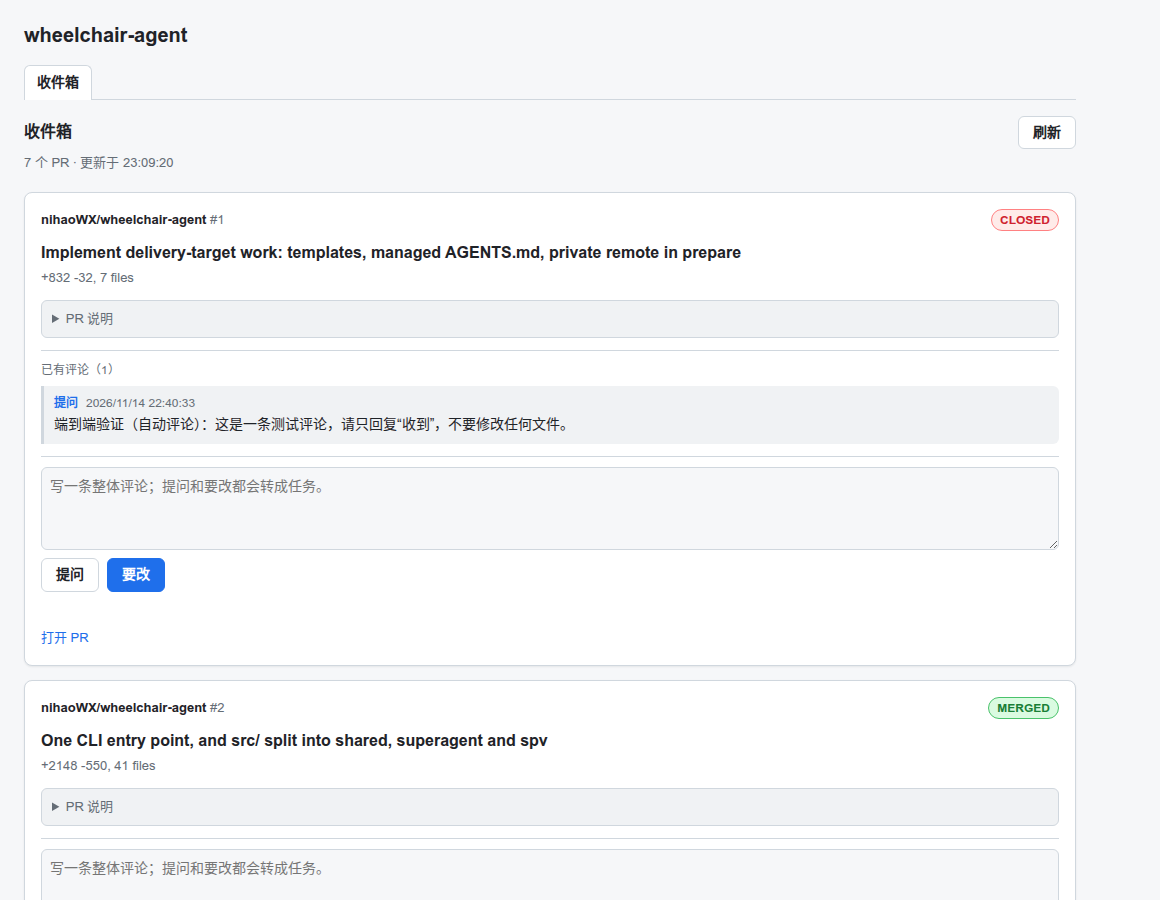 wheelchair-agent
收件箱
收件箱
刷新
7 个 PR · 更新于 23:09:20
nihaoWX/wheelchair-agent #1
CLOSED
Implement delivery-target work: templates, managed AGENTS.md, private remote in prepare
+832 -32, 7 files
▶ PR 说明
已有评论（1）
提问 2026/11/14 22:40:33
端到端验证（自动评论）：这是一条测试评论，请只回复“收到”，不要修改任何文件。
写一条整体评论；提问和要改都会转成任务。
提问 要改
打开 PR
nihaoWX/wheelchair-agent #2
MERGED
One CLI entry point, and src/ split into shared, superagent and spv
+2148 -550, 41 files
▶ PR 说明
写一条整体评论；提问和要改都会转成任务。